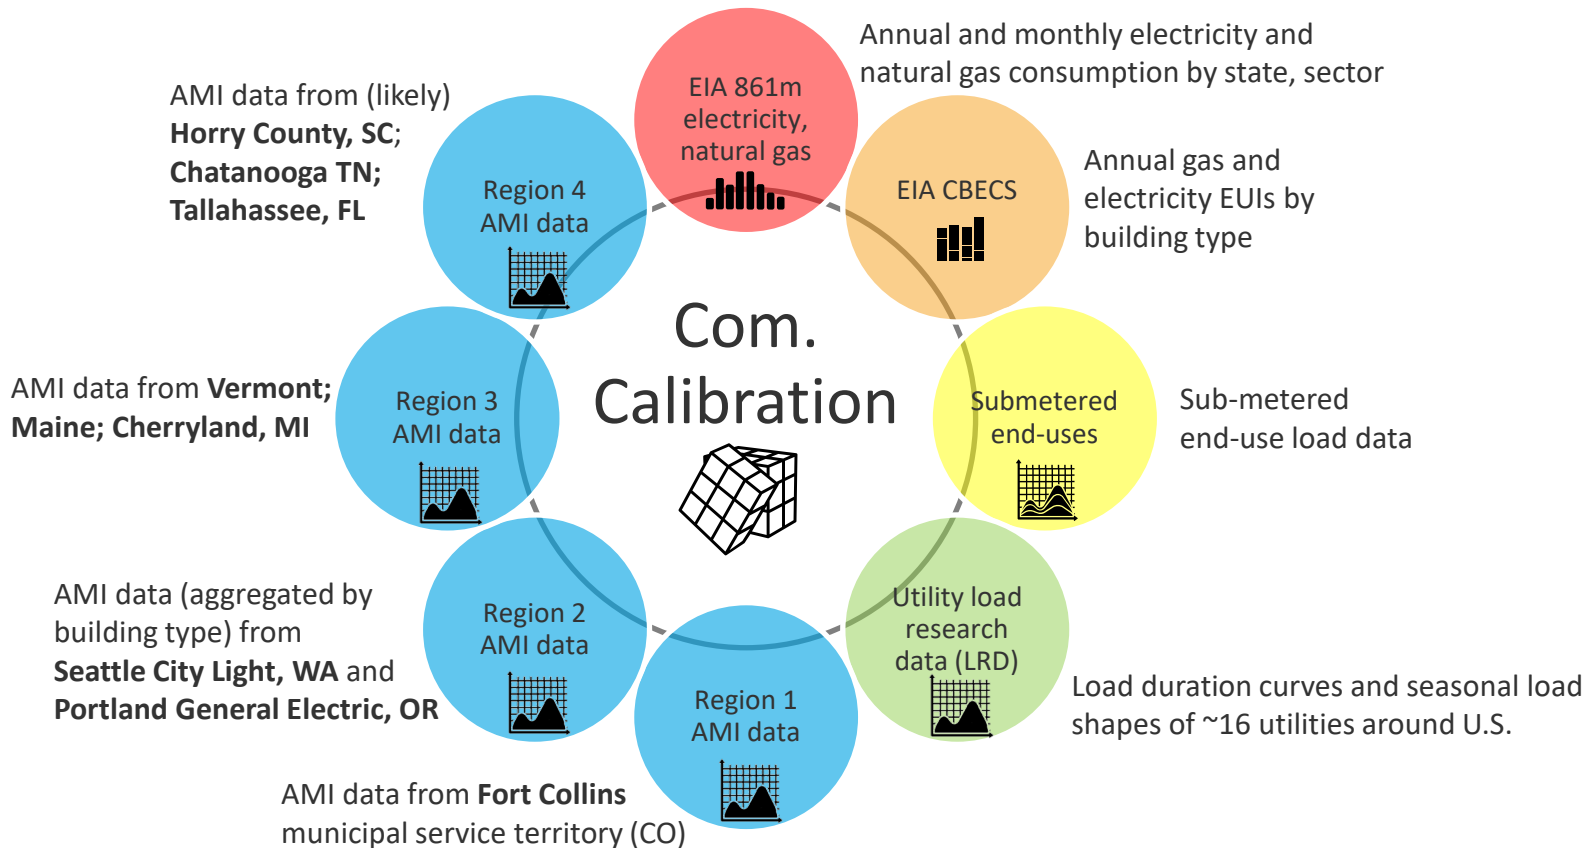 EIA 861m
electricity,
natural gas
Annual and monthly electricity and
natural gas consumption by state, sector
EIA CBECS
Annual gas and
electricity EUIs by
building type
Submetered
end-uses
Sub-metered
end-use load data
Utility load
research
data (LRD)
Load duration curves and seasonal load
shapes of ~16 utilities around U.S.
Region 1
AMI data
AMI data from Fort Collins
municipal service territory (CO)
Region 2
AMI data
AMI data (aggregated by
building type) from
Seattle City Light, WA and
Portland General Electric, OR
Region 3
AMI data
AMI data from Vermont;
Maine; Cherryland, MI
Region 4
AMI data
AMI data from (likely)
Horry County, SC;
Chatanooga TN;
Tallahassee, FL
Com.
Calibration